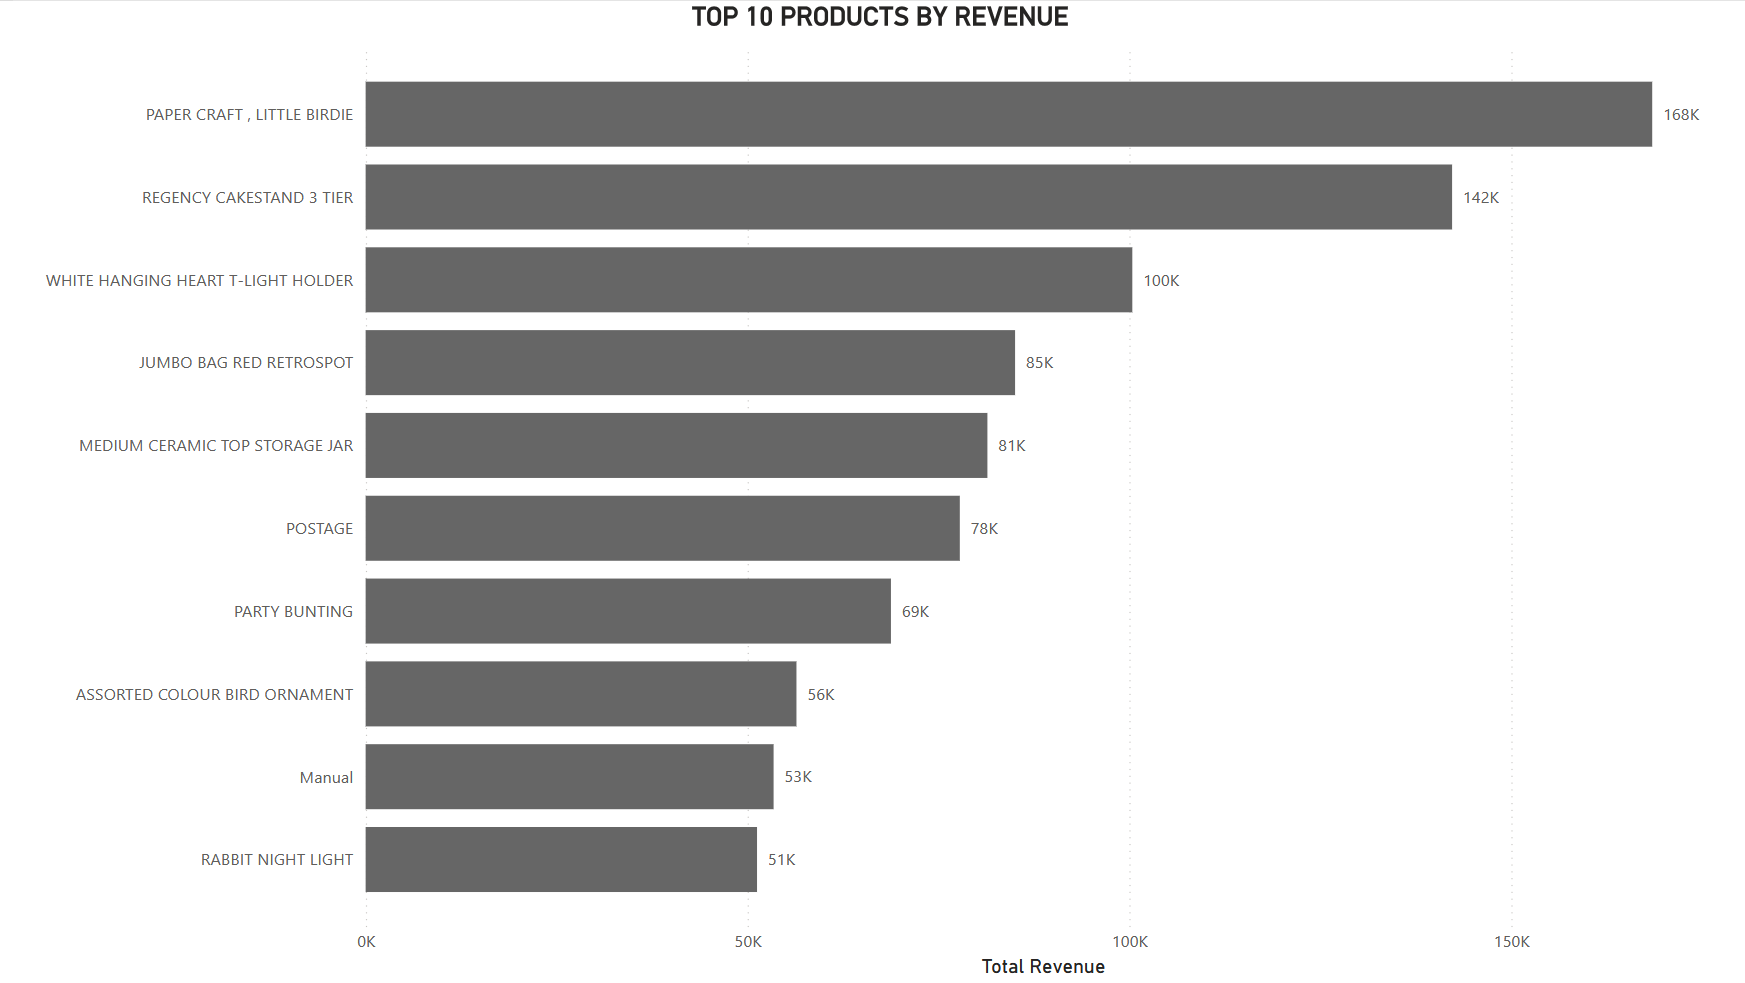 TOP 10 PRODUCTS BY REVENUE
PAPER CRAFT , LITTLE BIRDIE 168K
REGENCY CAKESTAND 3 TIER 142K
WHITE HANGING HEART T-LIGHT HOLDER 100K
JUMBO BAG RED RETROSPOT 85K
MEDIUM CERAMIC TOP STORAGE JAR 81K
POSTAGE 78K
PARTY BUNTING 69K
ASSORTED COLOUR BIRD ORNAMENT 56K
Manual 53K
RABBIT NIGHT LIGHT 51K
0K 50K 100K 150K
Total Revenue